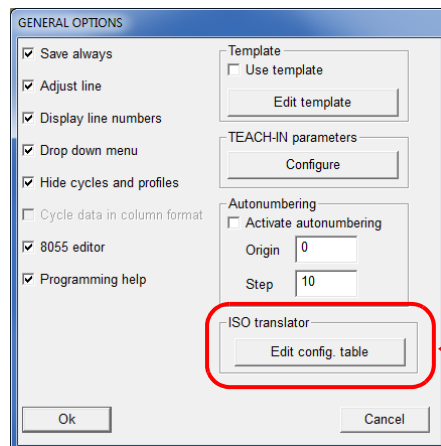 GENERAL OPTIONS
Save always
Adjust line
Display line numbers
Drop down menu
Hide cycles and profiles
Cycle data in column format
8055 editor
Programming help
Template
Use template
Edit template
TEACH-IN parameters
Configure
Autonumbering
Activate autonumbering
Origin 0
Step 10
ISO translator
Edit config. table
Ok
Cancel